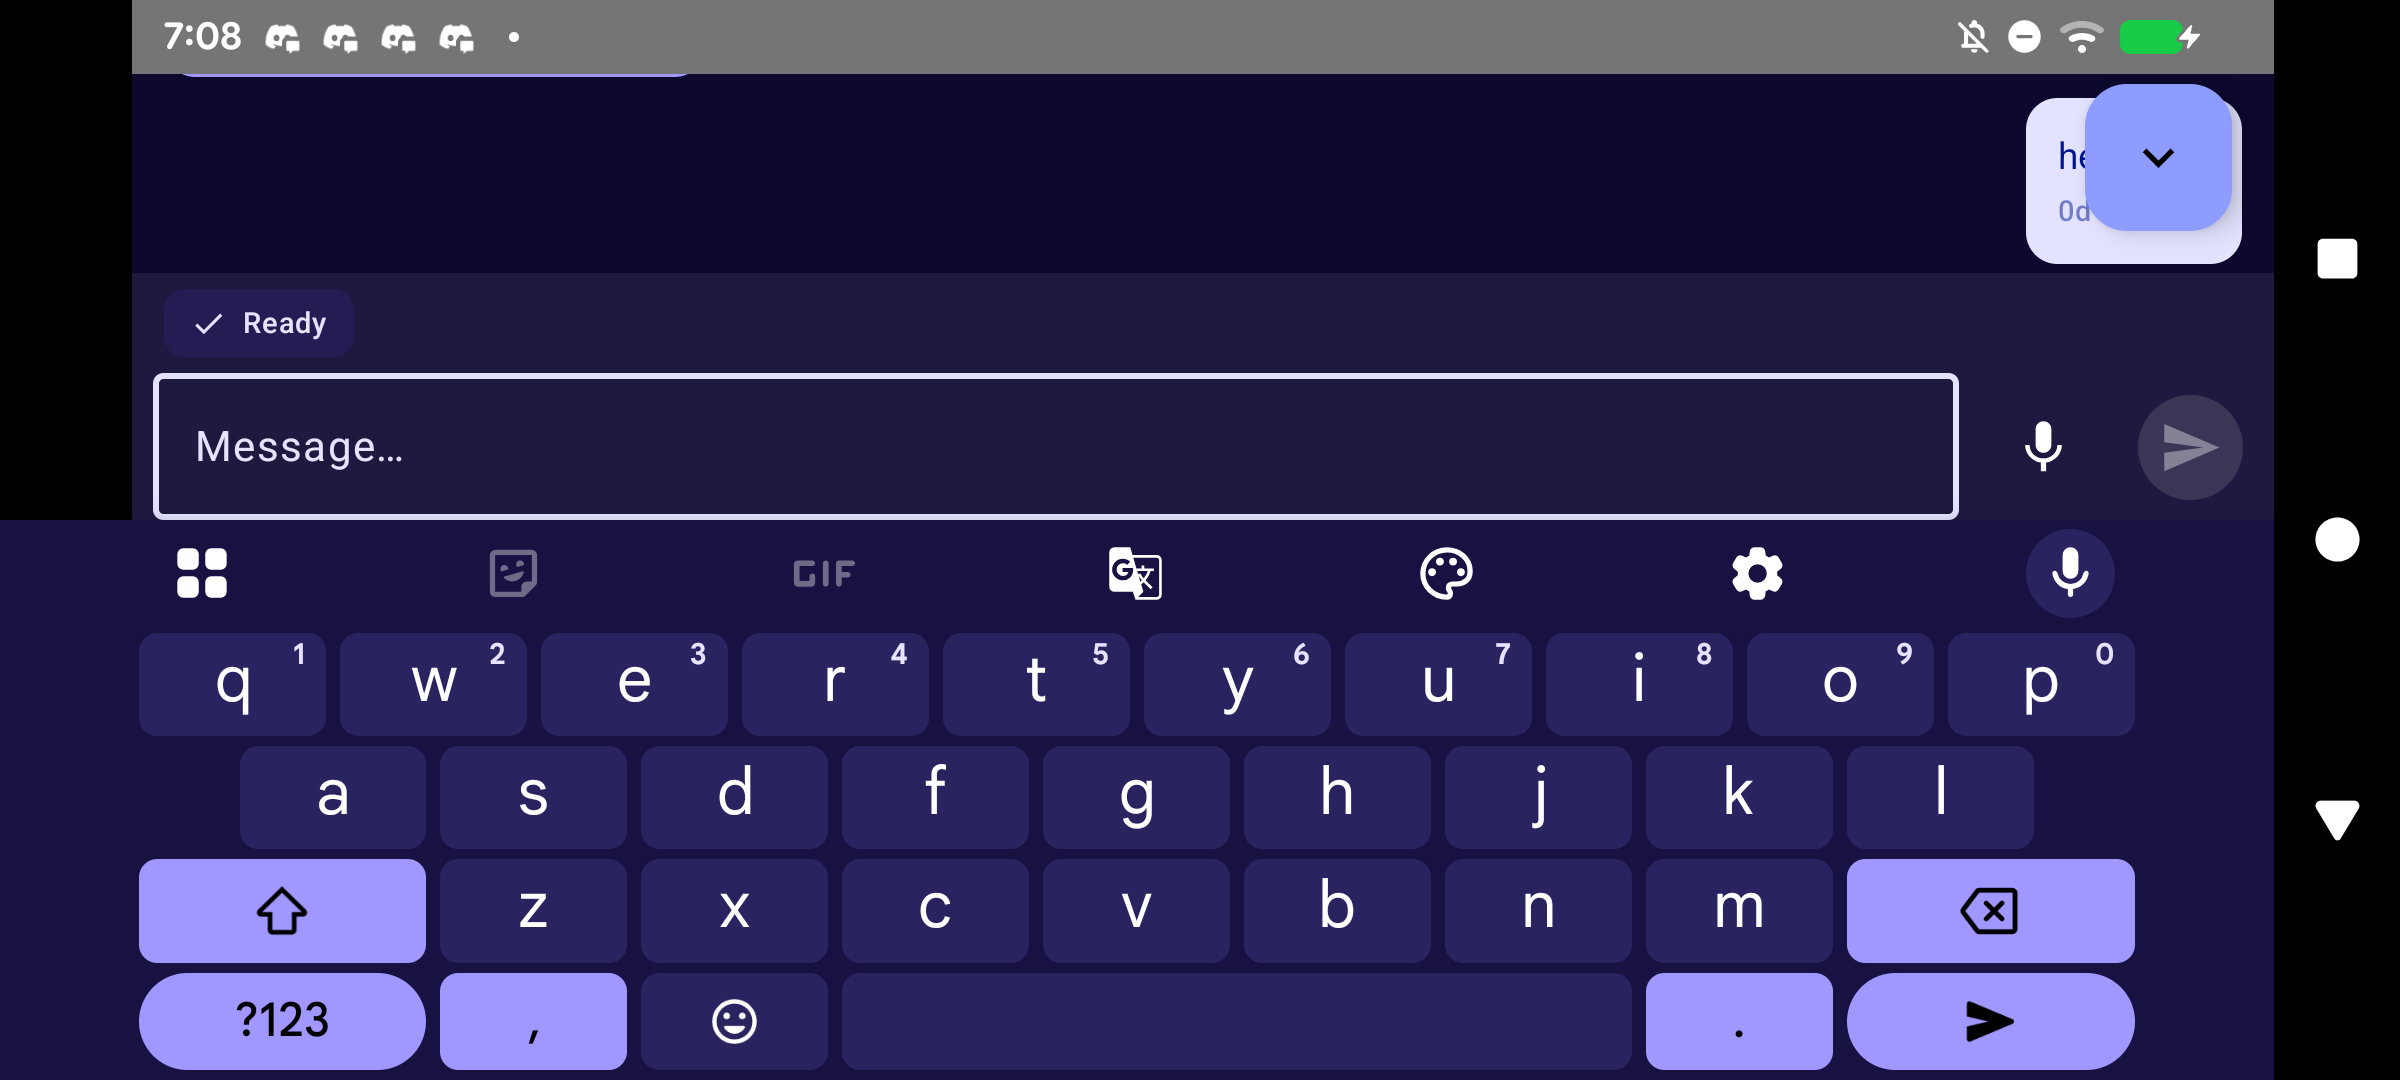 7:08
Ready
Message…
GIF
q 1 w 2 e 3 r 4 t 5 y 6 u 7 i 8 o 9 p 0
a s d f g h j k l
z x c v b n m
?123 , .